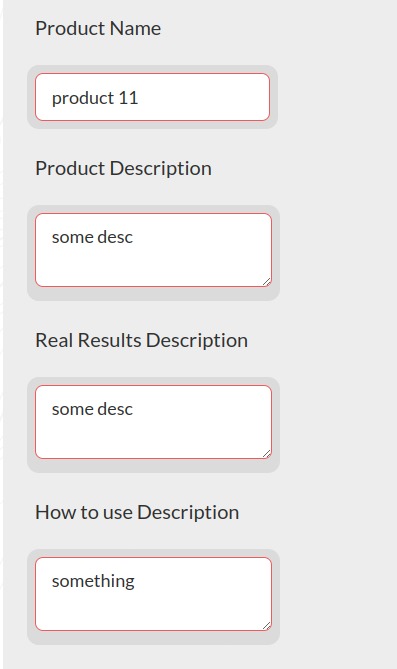 Product Name
product 11
Product Description
some desc
Real Results Description
some desc
How to use Description
something